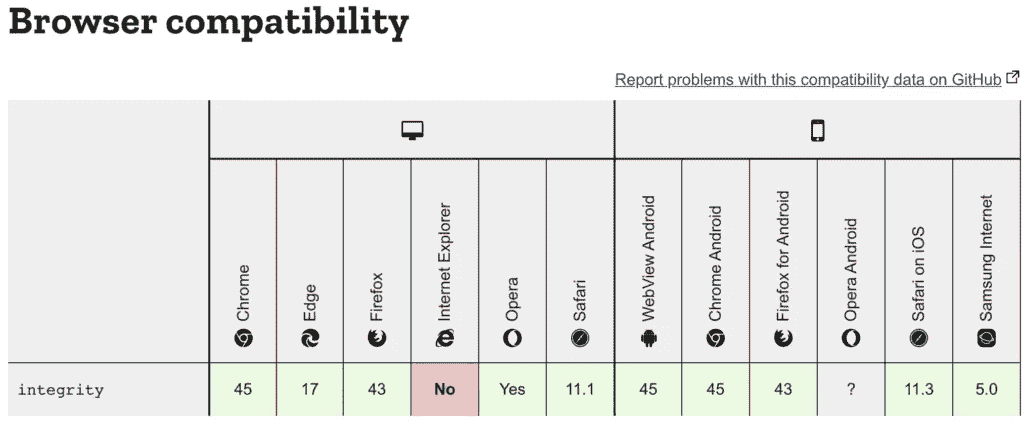 Browser compatibility
Report problems with this compatibility data on GitHub
Chrome
Edge
Firefox
Internet Explorer
Opera
Safari
WebView Android
Chrome Android
Firefox for Android
Opera Android
Safari on iOS
Samsung Internet
integrity 45 17 43 No Yes 11.1 45 45 43 ? 11.3 5.0